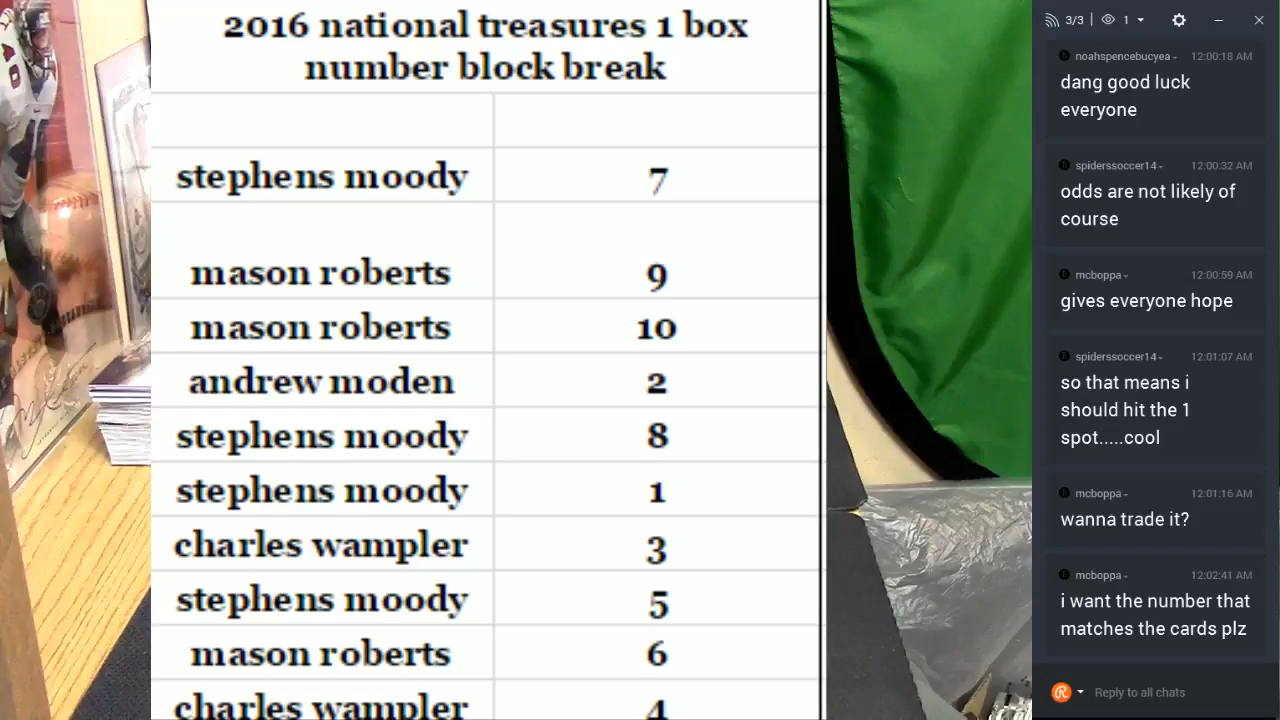 2016 national treasures 1 box
number block break
stephens moody 7
mason roberts 9
mason roberts 10
andrew moden 2
stephens moody 8
stephens moody 1
charles wampler 3
stephens moody 5
mason roberts 6
charles wampler 4
3/3 1
noahspencebucyea 12:00:18 AM
dang good luck
everyone
spiderssoccer14 12:00:32 AM
odds are not likely of
course
mcboppa 12:00:59 AM
gives everyone hope
spiderssoccer14 12:01:07 AM
so that means i
should hit the 1
spot.....cool
mcboppa 12:01:16 AM
wanna trade it?
mcboppa 12:02:41 AM
i want the number that
matches the cards plz
Reply to all chats